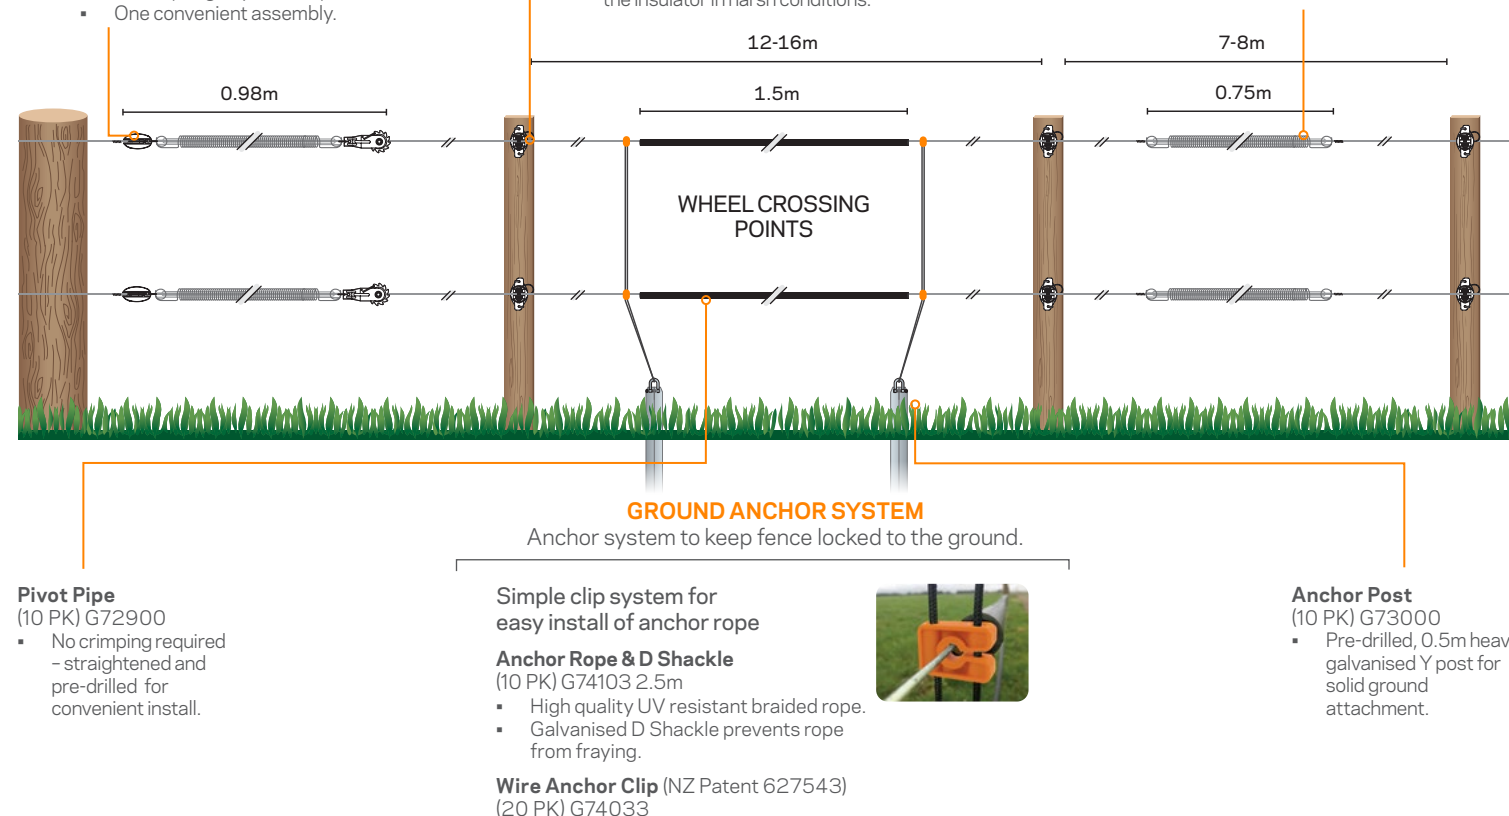 ▪ One convenient assembly.
the insulator in harsh conditions.
12-16m
7-8m
0.98m
1.5m
0.75m
WHEEL CROSSING
POINTS
GROUND ANCHOR SYSTEM
Anchor system to keep fence locked to the ground.
Pivot Pipe
(10 PK) G72900
▪ No crimping required
– straightened and
pre-drilled for
convenient install.
Simple clip system for
easy install of anchor rope
Anchor Rope & D Shackle
(10 PK) G74103 2.5m
▪ High quality UV resistant braided rope.
▪ Galvanised D Shackle prevents rope
from fraying.
Wire Anchor Clip (NZ Patent 627543)
(20 PK) G74033
Anchor Post
(10 PK) G73000
▪ Pre-drilled, 0.5m heav
galvanised Y post for
solid ground
attachment.